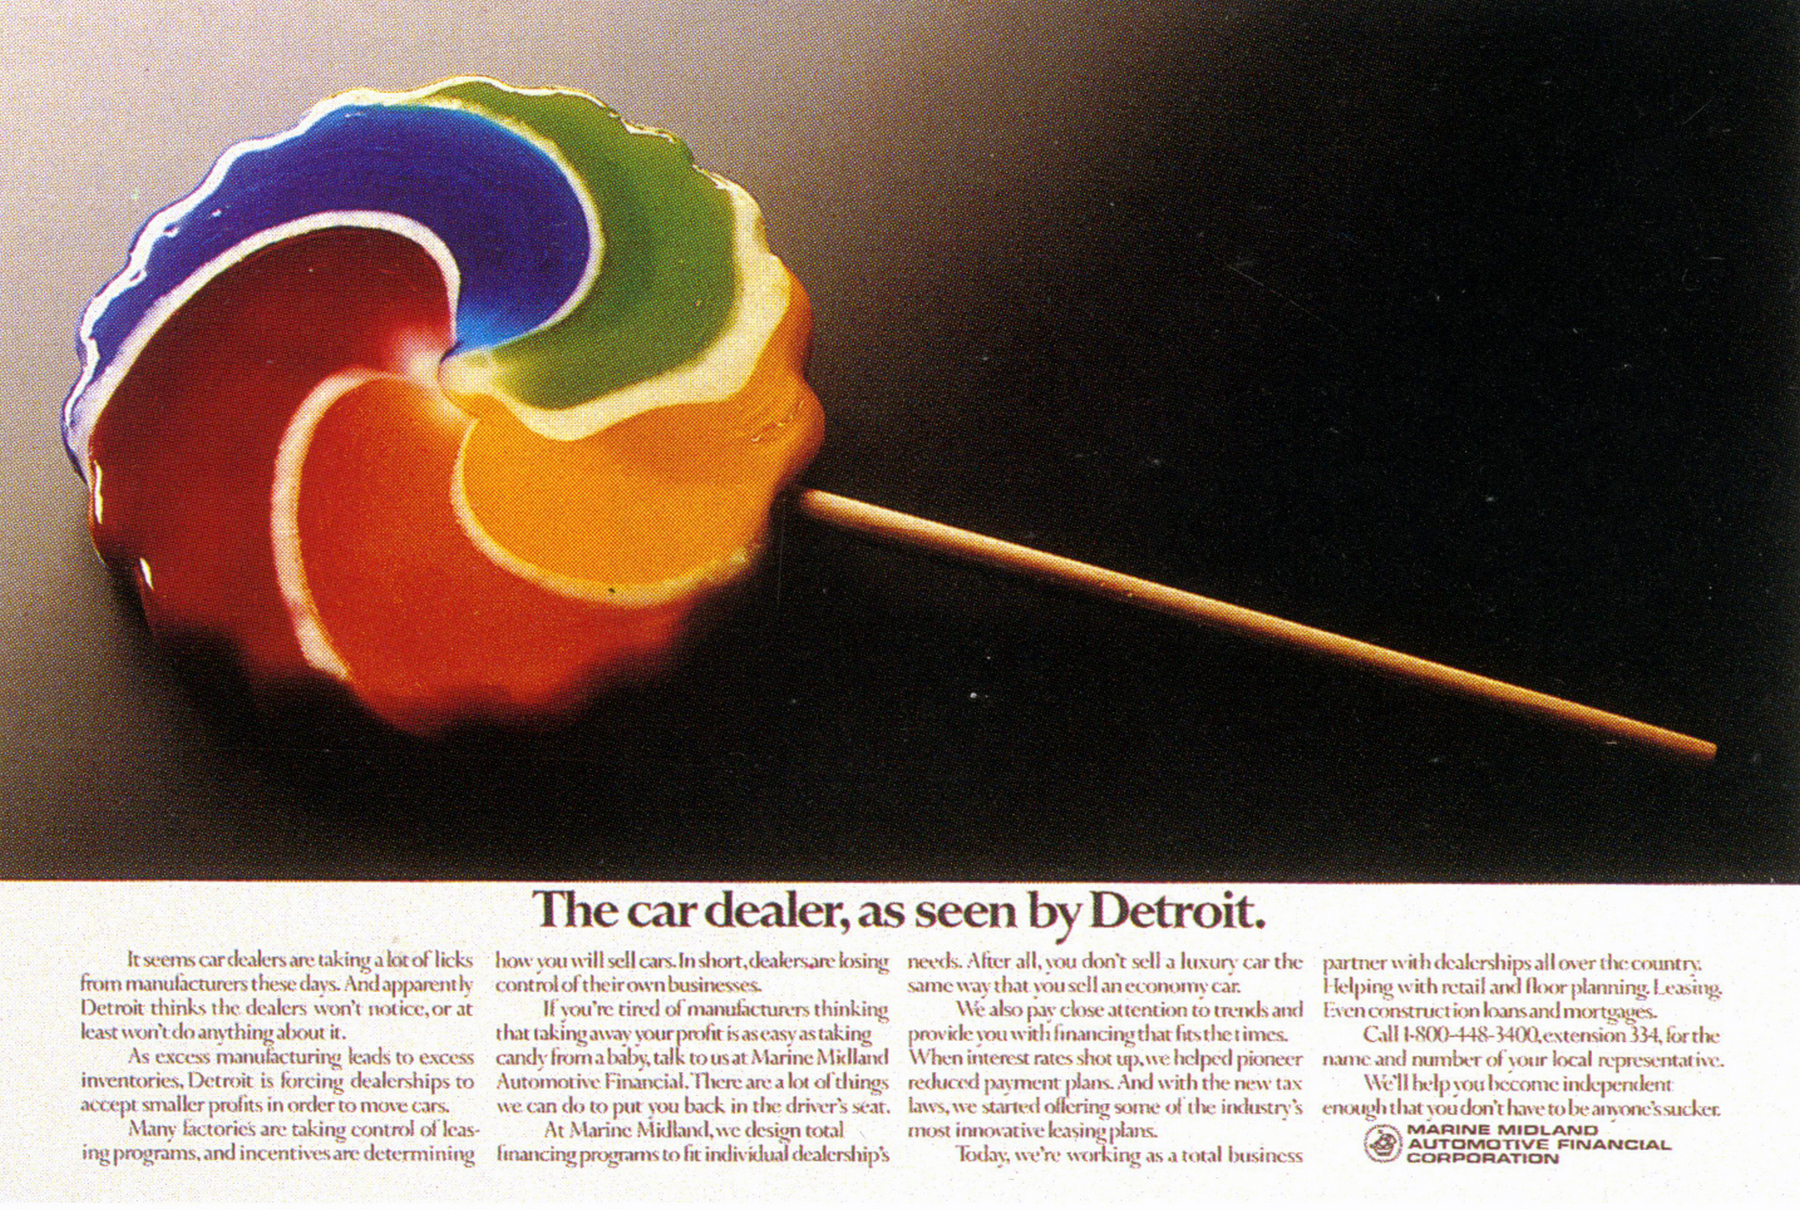 The car dealer, as seen by Detroit.
It seems car dealers are taking a lot of licks
from manufacturers these days. And apparently
Detroit thinks the dealers won't notice, or at
least won't do anything about it.
As excess manufacturing leads to excess
inventories, Detroit is forcing dealerships to
accept smaller profits in order to move cars.
Many factories are taking control of leas-
ing programs, and incentives are determining
how you will sell cars. In short, dealers are losing
control of their own businesses.
If you're tired of manufacturers thinking
that taking away your profit is as easy as taking
candy from a baby, talk to us at Marine Midland
Automotive Financial. There are a lot of things
we can do to put you back in the driver's seat.
At Marine Midland, we design total
financing programs to fit individual dealership's
needs. After all, you don't sell a luxury car the
same way that you sell an economy car.
We also pay close attention to trends and
provide you with financing that fits the times.
When interest rates shot up, we helped pioneer
reduced payment plans. And with the new tax
laws, we started offering some of the industry's
most innovative leasing plans.
Today, we're working as a total business
partner with dealerships all over the country.
Helping with retail and floor planning. Leasing.
Even construction loans and mortgages.
Call 1-800-448-3400, extension 334, for the
name and number of your local representative.
We'll help you become independent
enough that you don't have to be anyone's sucker.
MARINE MIDLAND
AUTOMOTIVE FINANCIAL
CORPORATION